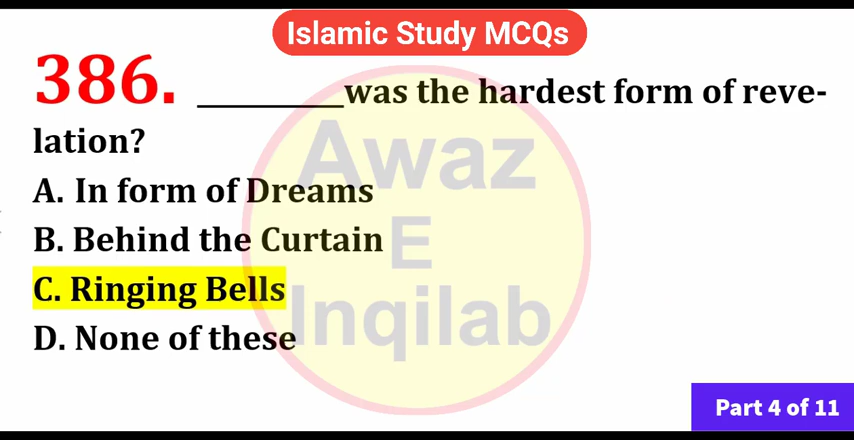 Islamic Study MCQs
386. ________was the hardest form of reve-
lation?
A. In form of Dreams
B. Behind the Curtain
C. Ringing Bells
D. None of these
Awaz
E
Inqilab
Part 4 of 11